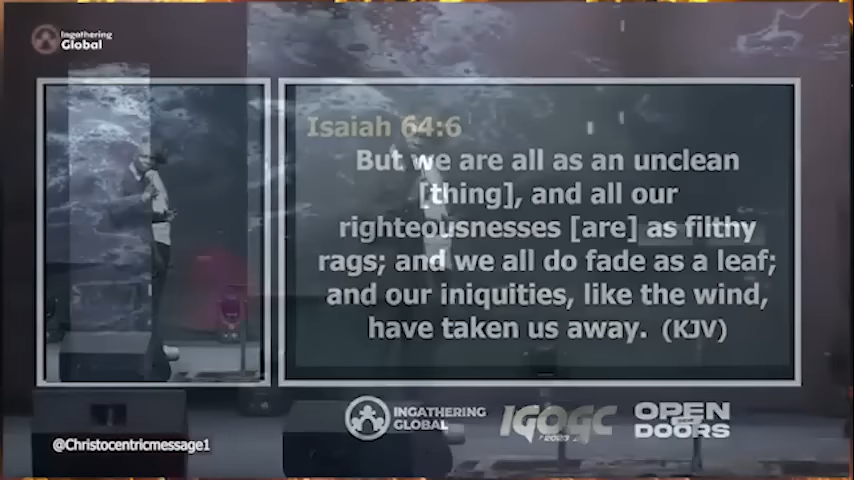 Ingathering
Global
Isaiah 64:6
But we are all as an unclean
[thing], and all our
righteousnesses [are] as filthy
rags; and we all do fade as a leaf;
and our iniquities, like the wind,
have taken us away. (KJV)
INGATHERING
GLOBAL
IGOGC
2023
OPEN
DOORS
@Christocentricmessage1